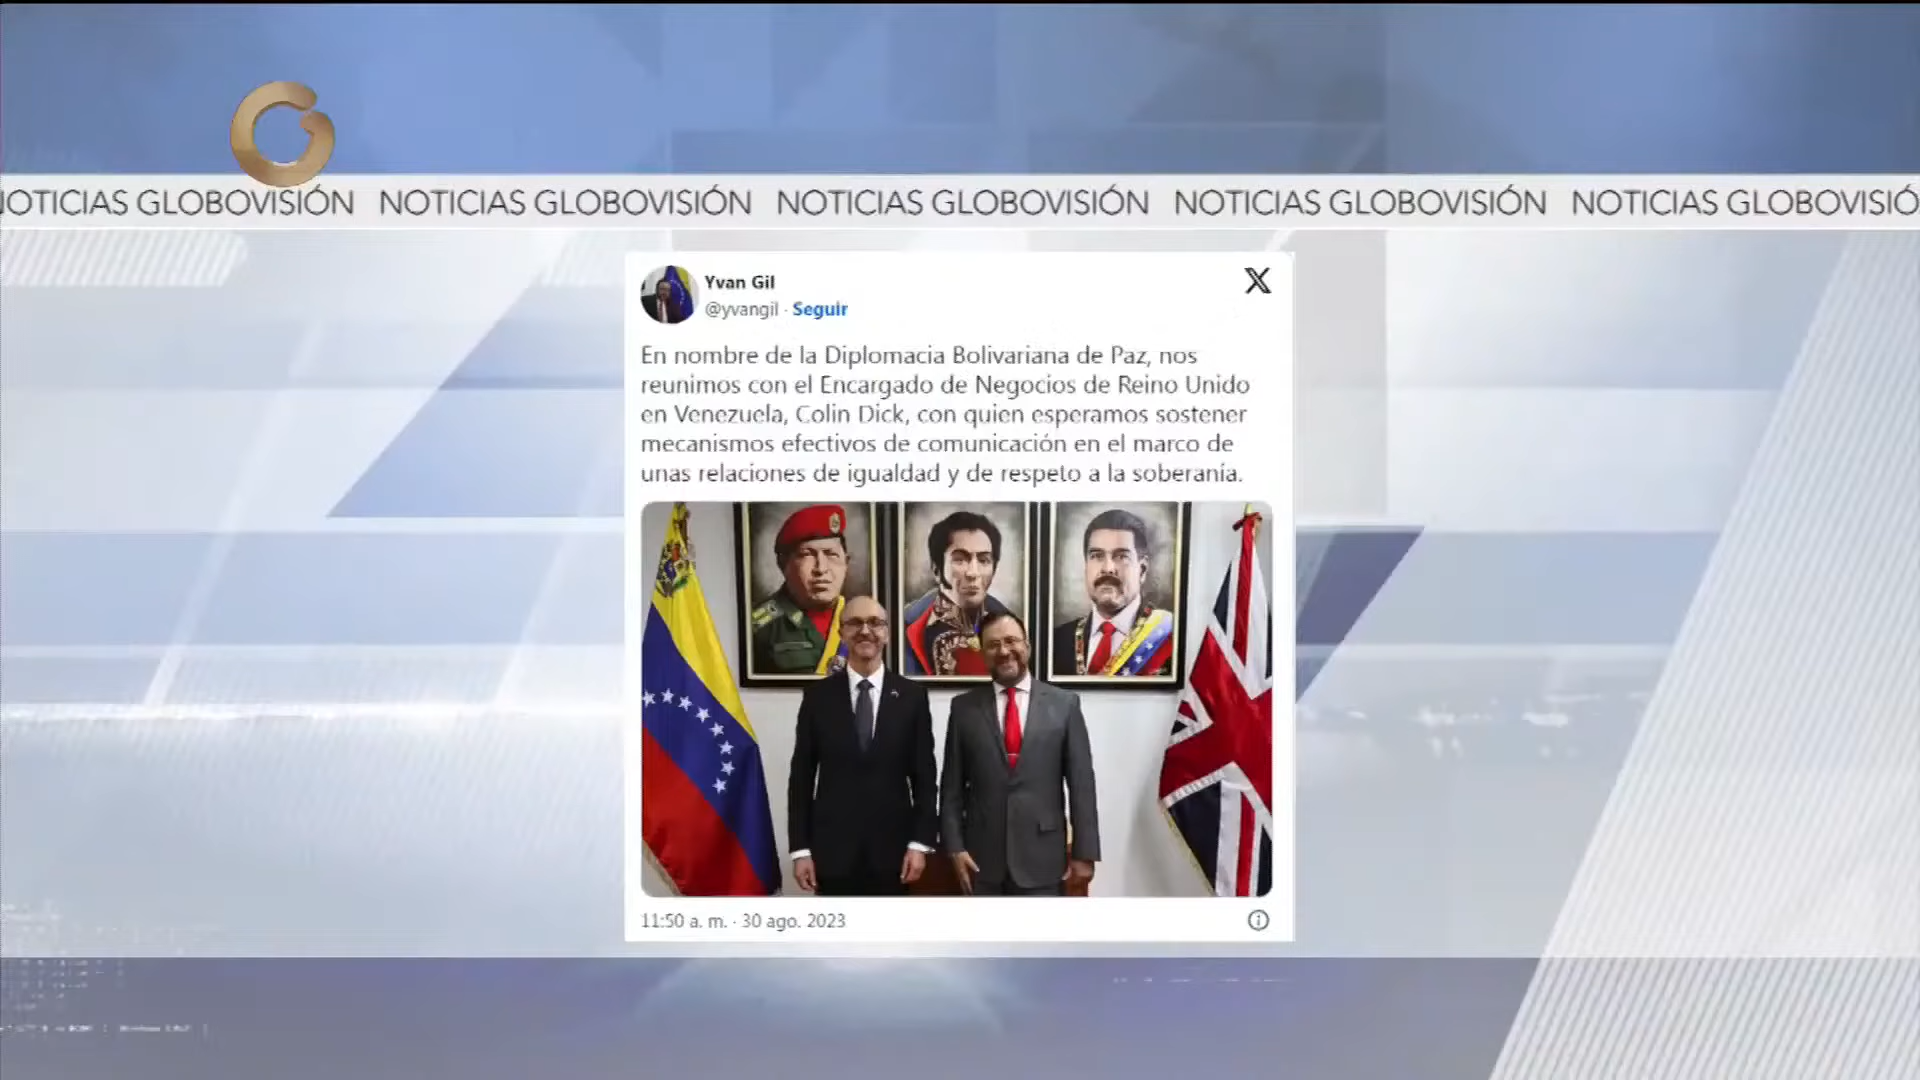 NOTICIAS GLOBOVISIÓN NOTICIAS GLOBOVISIÓN NOTICIAS GLOBOVISIÓN NOTICIAS GLOBOVISIÓN NOTICIAS GLOBOVISIÓ
Yvan Gil
@yvangil · Seguir
En nombre de la Diplomacia Bolivariana de Paz, nos
reunimos con el Encargado de Negocios de Reino Unido
en Venezuela, Colin Dick, con quien esperamos sostener
mecanismos efectivos de comunicación en el marco de
unas relaciones de igualdad y de respeto a la soberanía.
11:50 a. m. · 30 ago. 2023